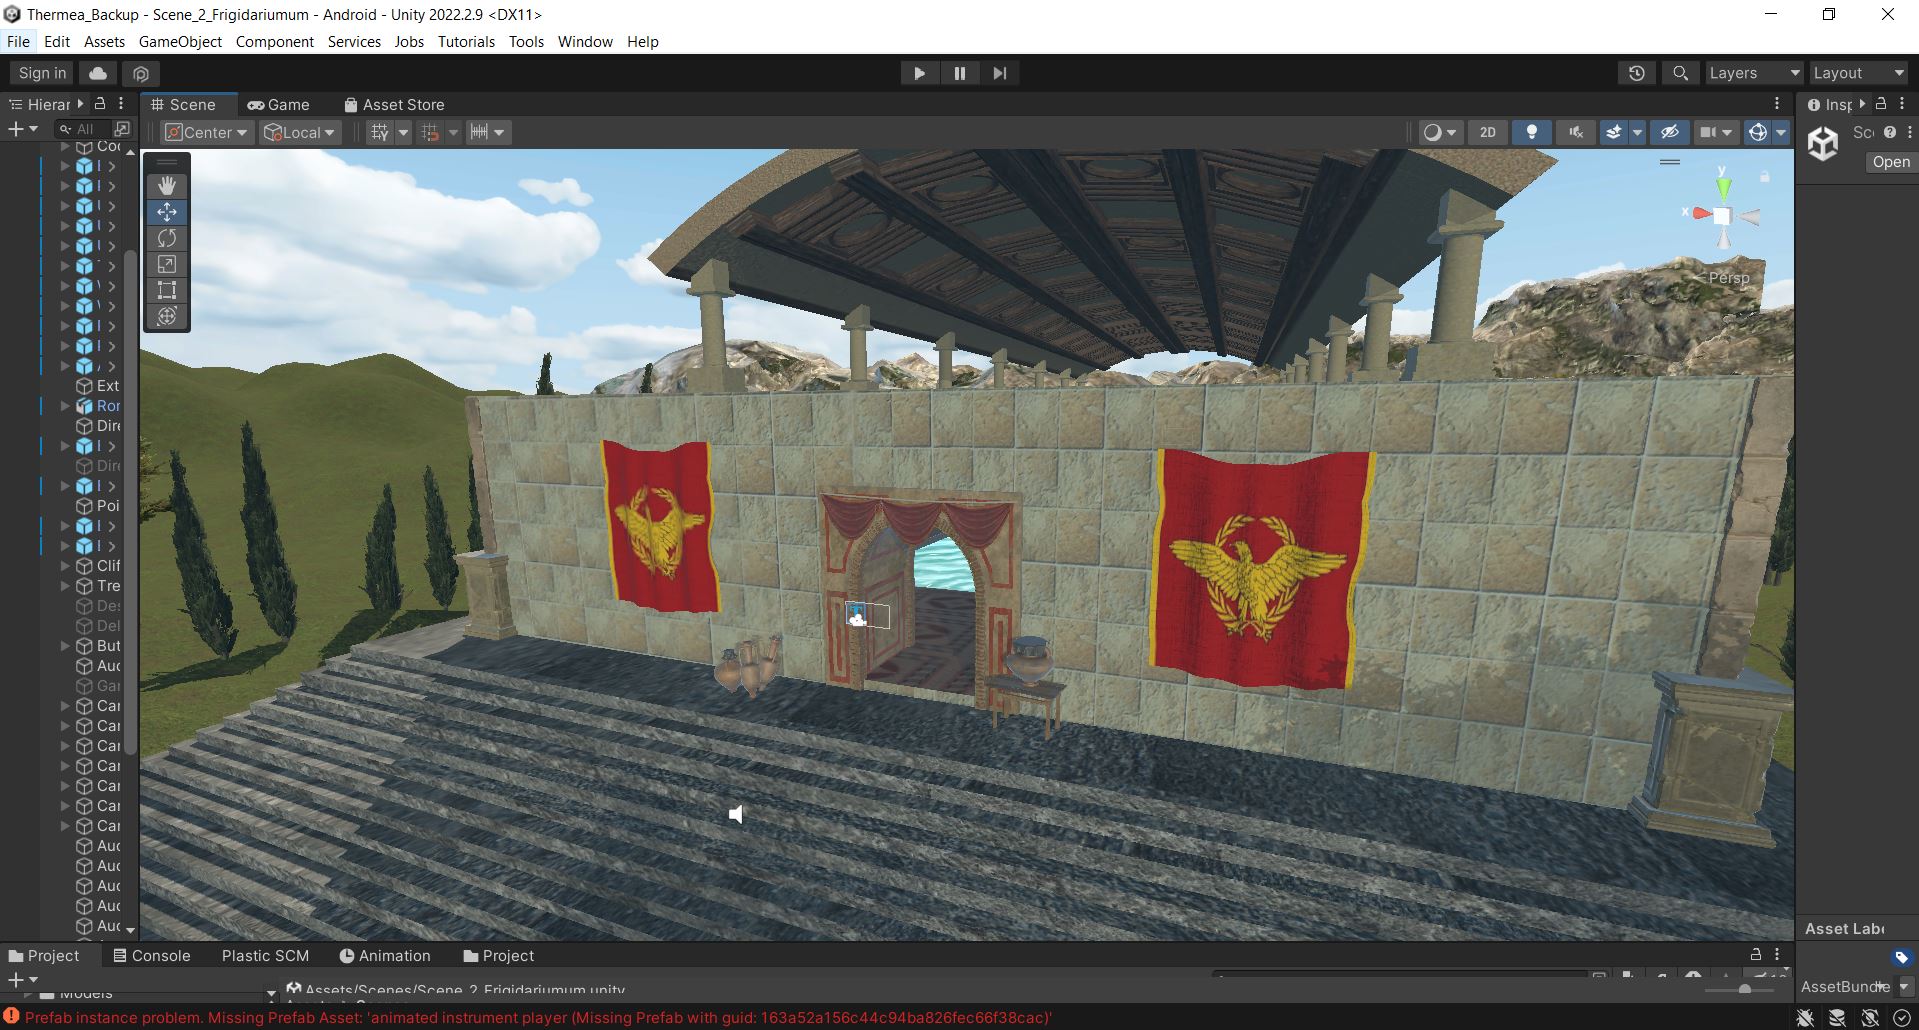 Thermea_Backup - Scene_2_Frigidariumum - Android - Unity 2022.2.9 <DX11>
File Edit Assets GameObject Component Services Jobs Tutorials Tools Window Help
Sign in Layers Layout
Hierar Scene Game Asset Store Insp
All Center Local 2D
Open
y
x
Persp
Ext
Ror
Dire
Dire
Poi
Clif
Tre
Des
Del
But
Auc
Gar
Car
Car
Car
Car
Car
Car
Car
Auc
Auc
Auc
Auc
Auc
Asset Labe
Project Console Plastic SCM Animation Project
Models Assets/Scenes/Scene_2_Frigidariumum.unity
AssetBundle
Prefab instance problem. Missing Prefab Asset: 'animated instrument player (Missing Prefab with guid: 163a52a156c44c94ba826fec66f38cac)'